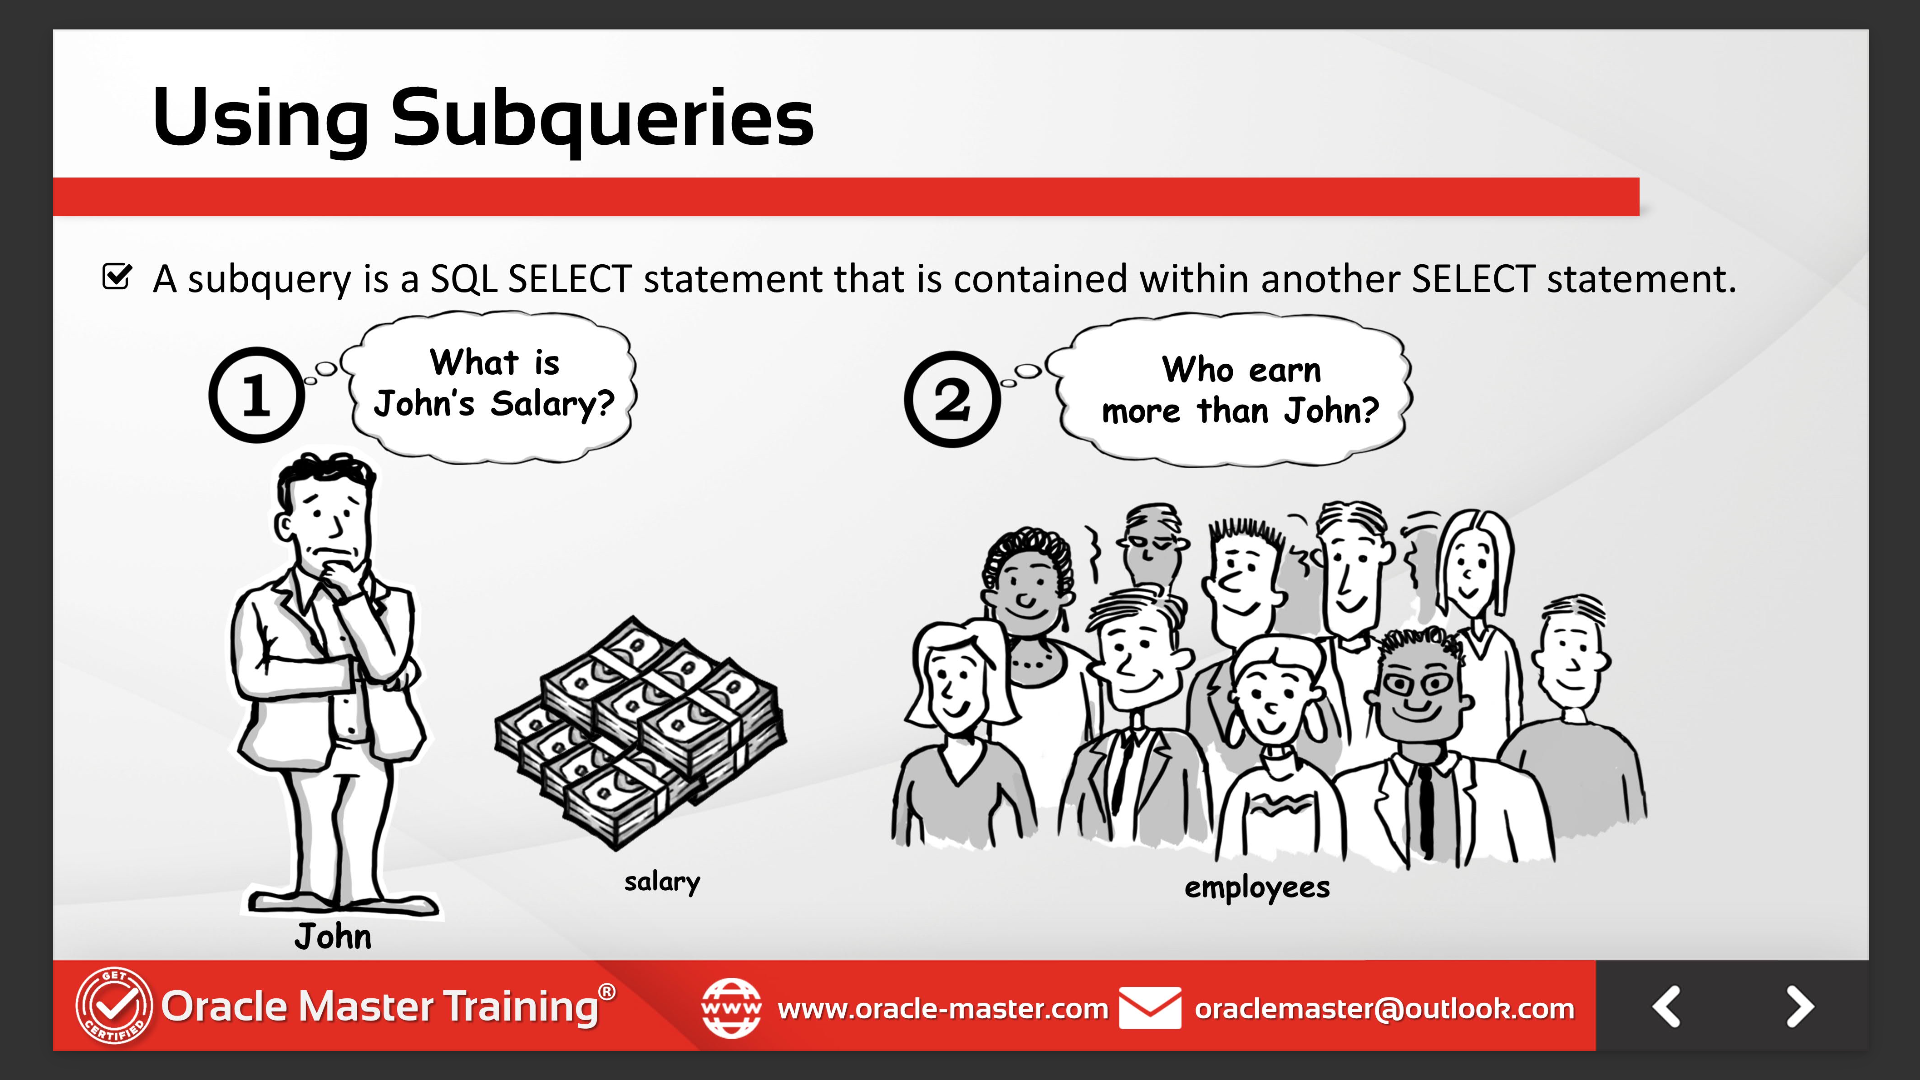 Using Subqueries
A subquery is a SQL SELECT statement that is contained within another SELECT statement.
1
What is
John's Salary?
2
Who earn
more than John?
salary
employees
John
GET
CERTIFIED
Oracle Master Training®
www
www.oracle-master.com
oraclemaster@outlook.com